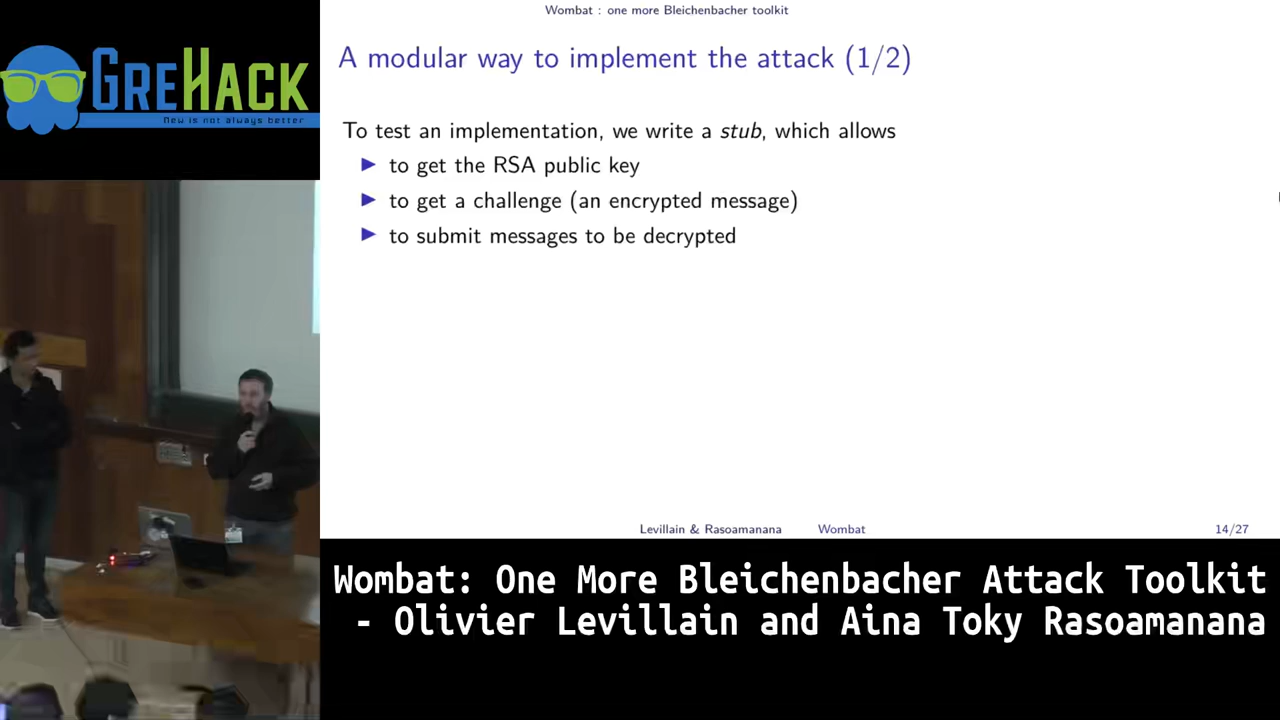 GREHACK
New is not always better
Wombat : one more Bleichenbacher toolkit
A modular way to implement the attack (1/2)
To test an implementation, we write a stub, which allows
▶ to get the RSA public key
▶ to get a challenge (an encrypted message)
▶ to submit messages to be decrypted
Levillain & Rasoamanana Wombat 14/27
Wombat: One More Bleichenbacher Attack Toolkit
- Olivier Levillain and Aina Toky Rasoamanana